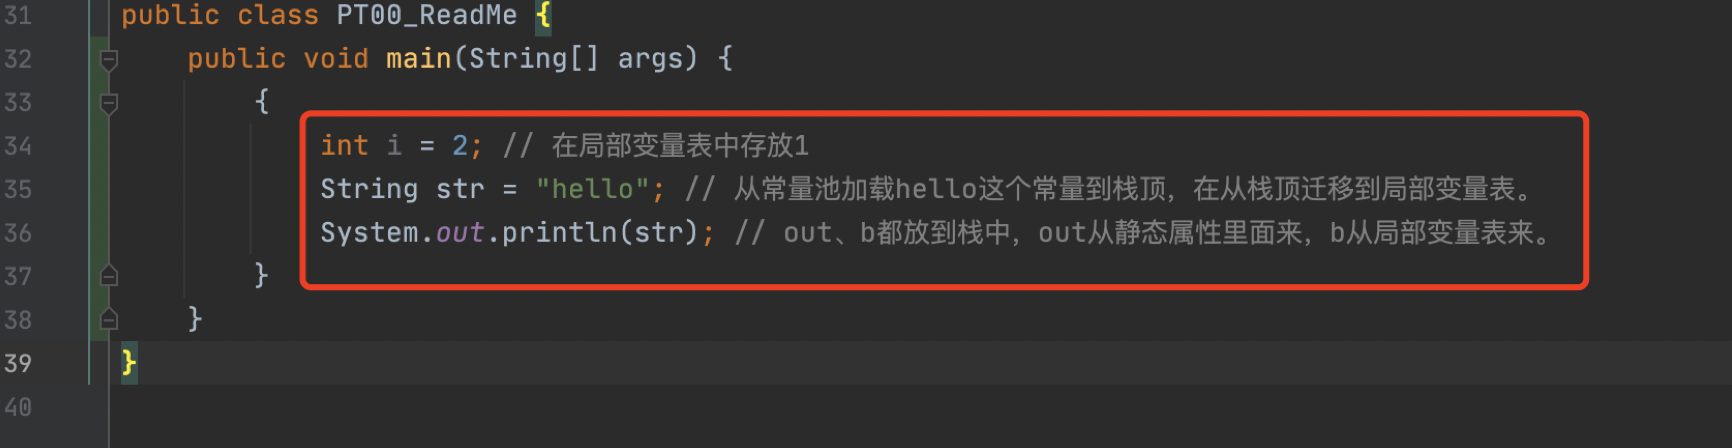 31 public class PT00_ReadMe {
32 public void main(String[] args) {
33 {
34 int i = 2; // 在局部变量表中存放1
35 String str = "hello"; // 从常量池加载hello这个常量到栈顶，在从栈顶迁移到局部变量表。
36 System.out.println(str); // out、b都放到栈中，out从静态属性里面来，b从局部变量表来。
37 }
38 }
39 }
40